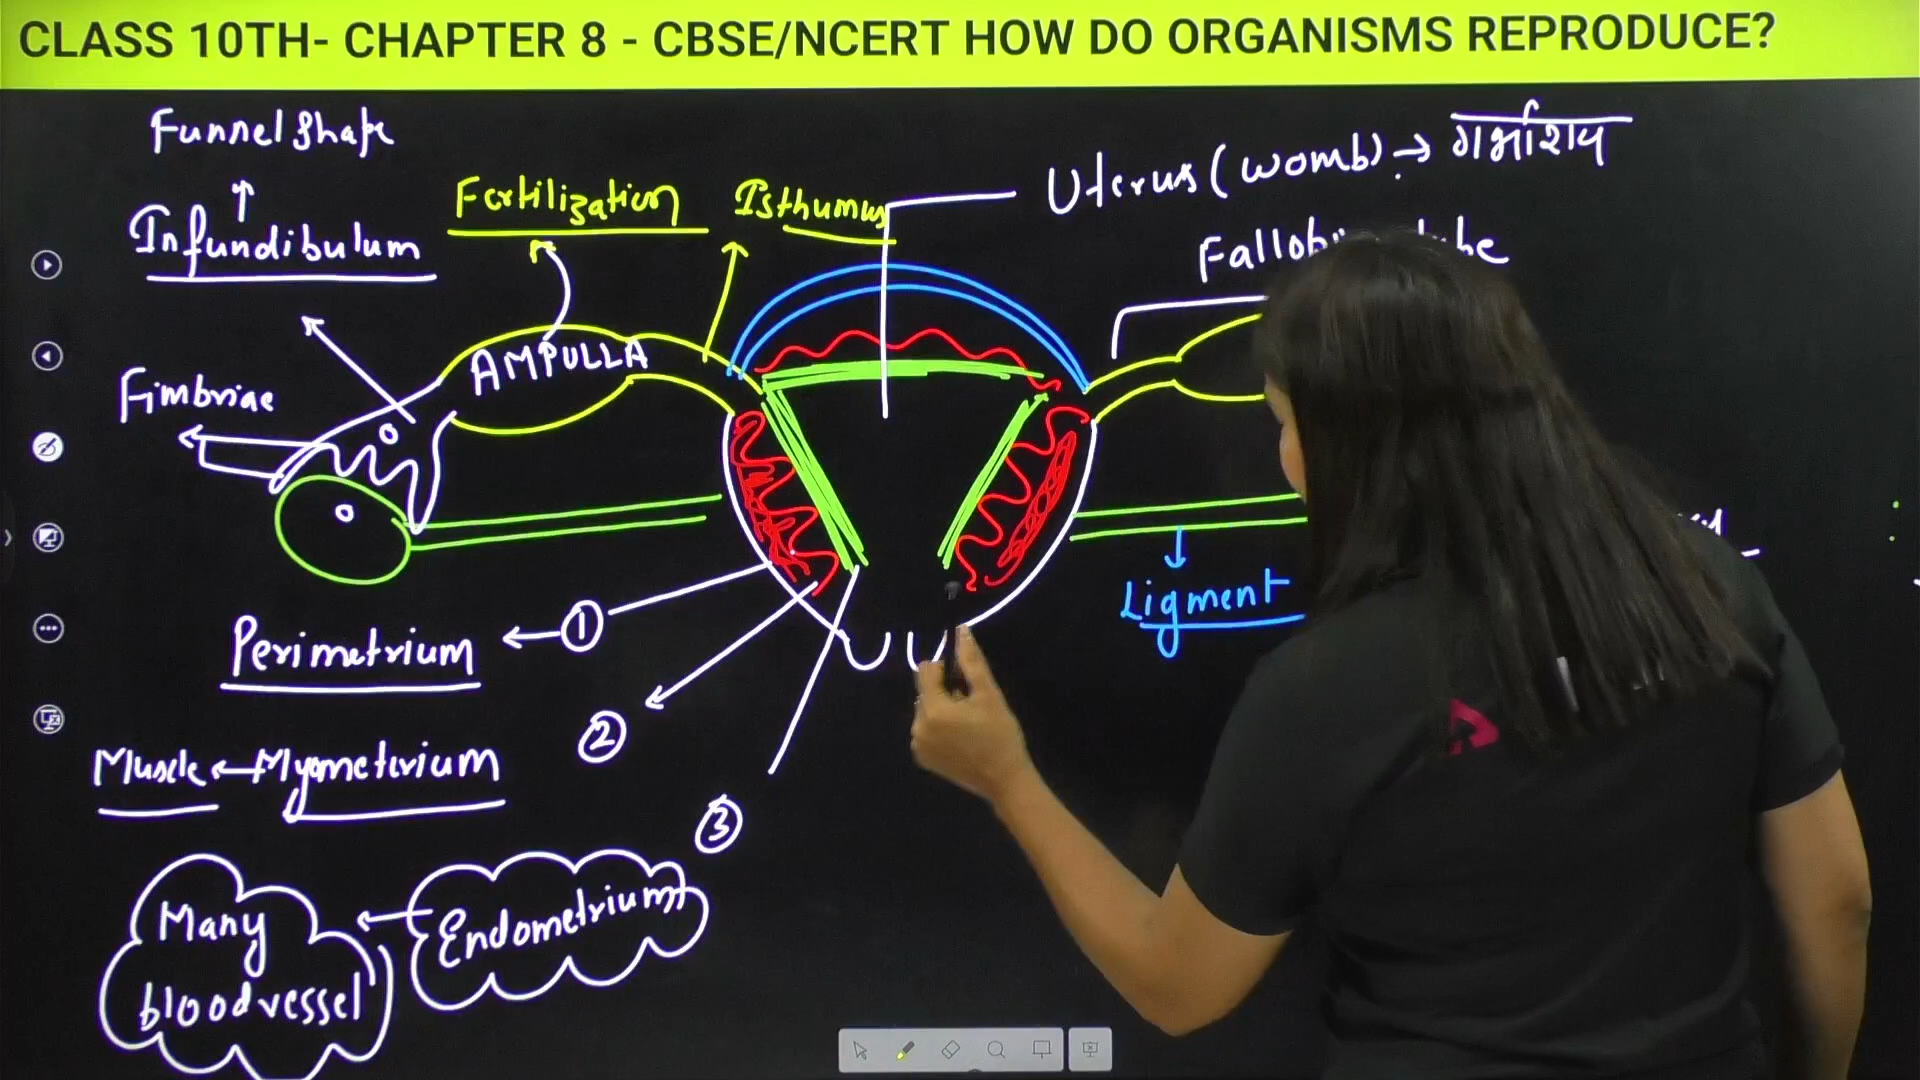 CLASS 10TH- CHAPTER 8 - CBSE/NCERT HOW DO ORGANISMS REPRODUCE?
Funnel Shape
Infundibulum
Fertilization
Isthumus
Uterus (womb) → गर्भाशय
AMPULLA
Fimbriae
Ligment
Perimetrium ← ①
②
Muscle ← Myometirium
③
Many bloodvessel ← Endometrium